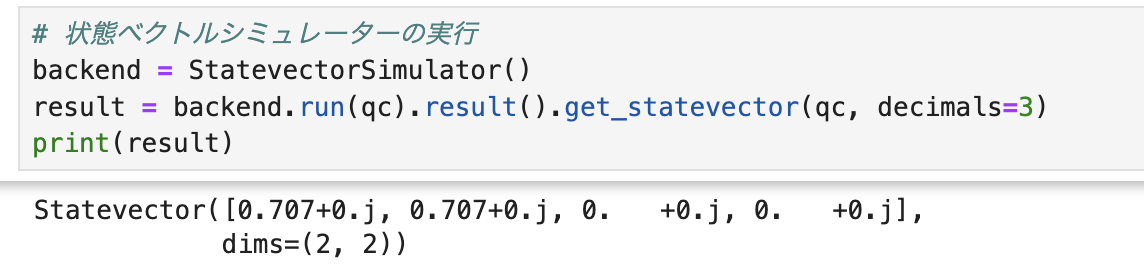 # 状態ベクトルシミュレーターの実行
backend = StatevectorSimulator()
result = backend.run(qc).result().get_statevector(qc, decimals=3)
print(result)
Statevector([0.707+0.j, 0.707+0.j, 0.   +0.j, 0.   +0.j],
            dims=(2, 2))